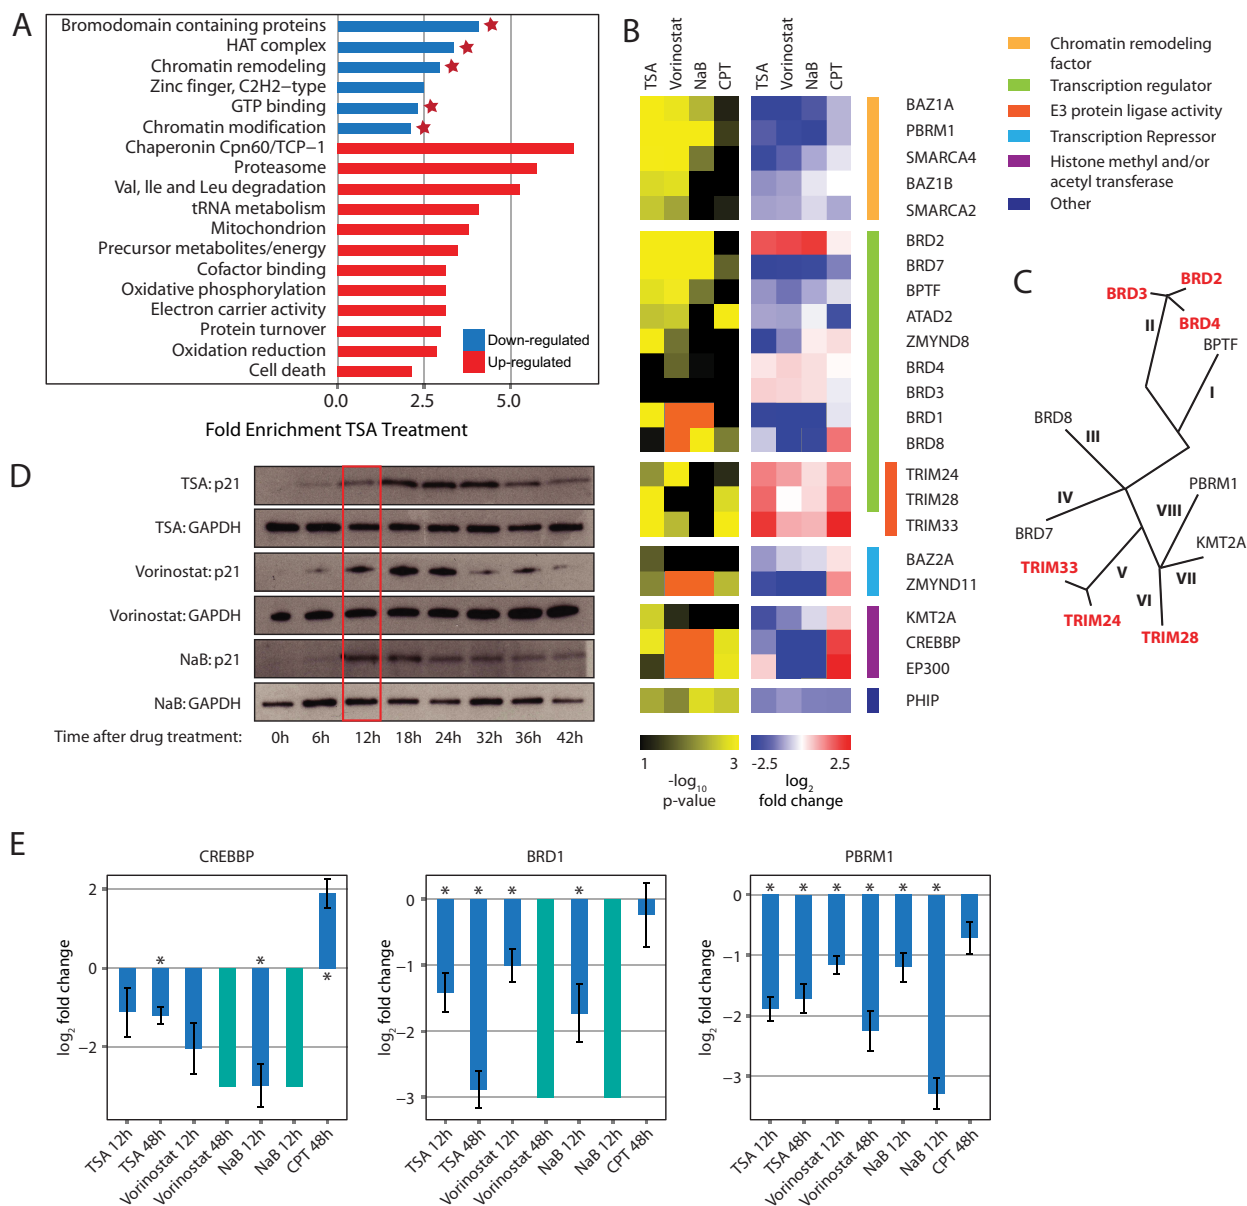 A
Bromodomain containing proteins
HAT complex
Chromatin remodeling
Zinc finger, C2H2−type
GTP binding
Chromatin modification
Chaperonin Cpn60/TCP−1
Proteasome
Val, Ile and Leu degradation
tRNA metabolism
Mitochondrion
Precursor metabolites/energy
Cofactor binding
Oxidative phosphorylation
Electron carrier activity
Protein turnover
Oxidation reduction
Cell death
Down-regulated
Up-regulated
0.0 2.5 5.0
Fold Enrichment TSA Treatment
B
TSA Vorinostat NaB CPT TSA Vorinostat NaB CPT
BAZ1A
PBRM1
SMARCA4
BAZ1B
SMARCA2
BRD2
BRD7
BPTF
ATAD2
ZMYND8
BRD4
BRD3
BRD1
BRD8
TRIM24
TRIM28
TRIM33
BAZ2A
ZMYND11
KMT2A
CREBBP
EP300
PHIP
1 3
-log10
p-value
-2.5 2.5
log2
fold change
Chromatin remodeling
factor
Transcription regulator
E3 protein ligase activity
Transcription Repressor
Histone methyl and/or
acetyl transferase
Other
C
BRD2
BRD3
BRD4
II
BPTF
I
BRD8
III
IV
BRD7
PBRM1
VIII
KMT2A
VII
TRIM33
V
VI
TRIM24
TRIM28
D
TSA: p21
TSA: GAPDH
Vorinostat: p21
Vorinostat: GAPDH
NaB: p21
NaB: GAPDH
Time after drug treatment: 0h 6h 12h 18h 24h 32h 36h 42h
E
CREBBP
log2 fold change
2
0
−2
* * *
TSA 12h
TSA 48h
Vorinostat 12h
Vorinostat 48h
NaB 12h
NaB 12h
CPT 48h
BRD1
log2 fold change
0
−1
−2
−3
* * * *
TSA 12h
TSA 48h
Vorinostat 12h
Vorinostat 48h
NaB 12h
NaB 12h
CPT 48h
PBRM1
log2 fold change
0
−1
−2
−3
* * * * * *
TSA 12h
TSA 48h
Vorinostat 12h
Vorinostat 48h
NaB 12h
NaB 12h
CPT 48h